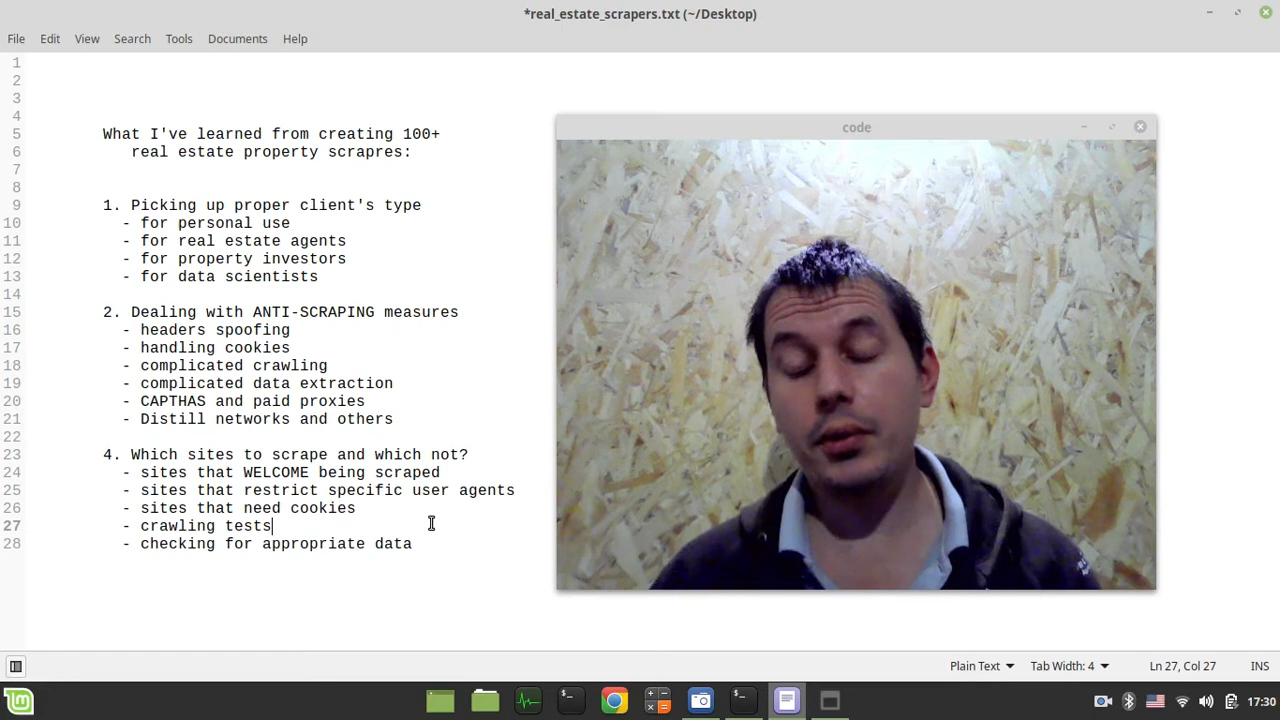 *real_estate_scrapers.txt (~/Desktop)
File Edit View Search Tools Documents Help
1
2
3
4
5 What I've learned from creating 100+
6 real estate property scrapres:
7
8
9 1. Picking up proper client's type
10 - for personal use
11 - for real estate agents
12 - for property investors
13 - for data scientists
14
15 2. Dealing with ANTI-SCRAPING measures
16 - headers spoofing
17 - handling cookies
18 - complicated crawling
19 - complicated data extraction
20 - CAPTHAS and paid proxies
21 - Distill networks and others
22
23 4. Which sites to scrape and which not?
24 - sites that WELCOME being scraped
25 - sites that restrict specific user agents
26 - sites that need cookies
27 - crawling tests
28 - checking for appropriate data
code
Plain Text Tab Width: 4 Ln 27, Col 27 INS
17:30